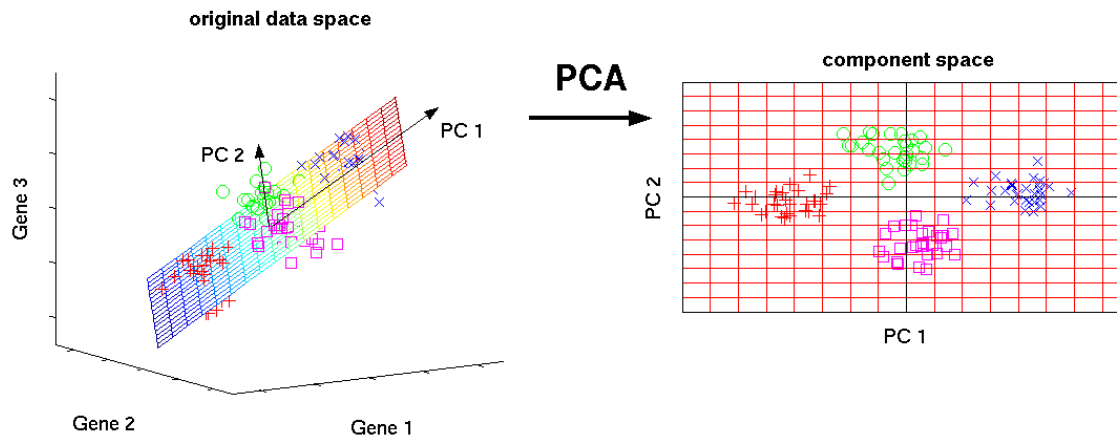 original data space
Gene 3
PC 2
PC 1
Gene 2
Gene 1
PCA
component space
PC 2
PC 1